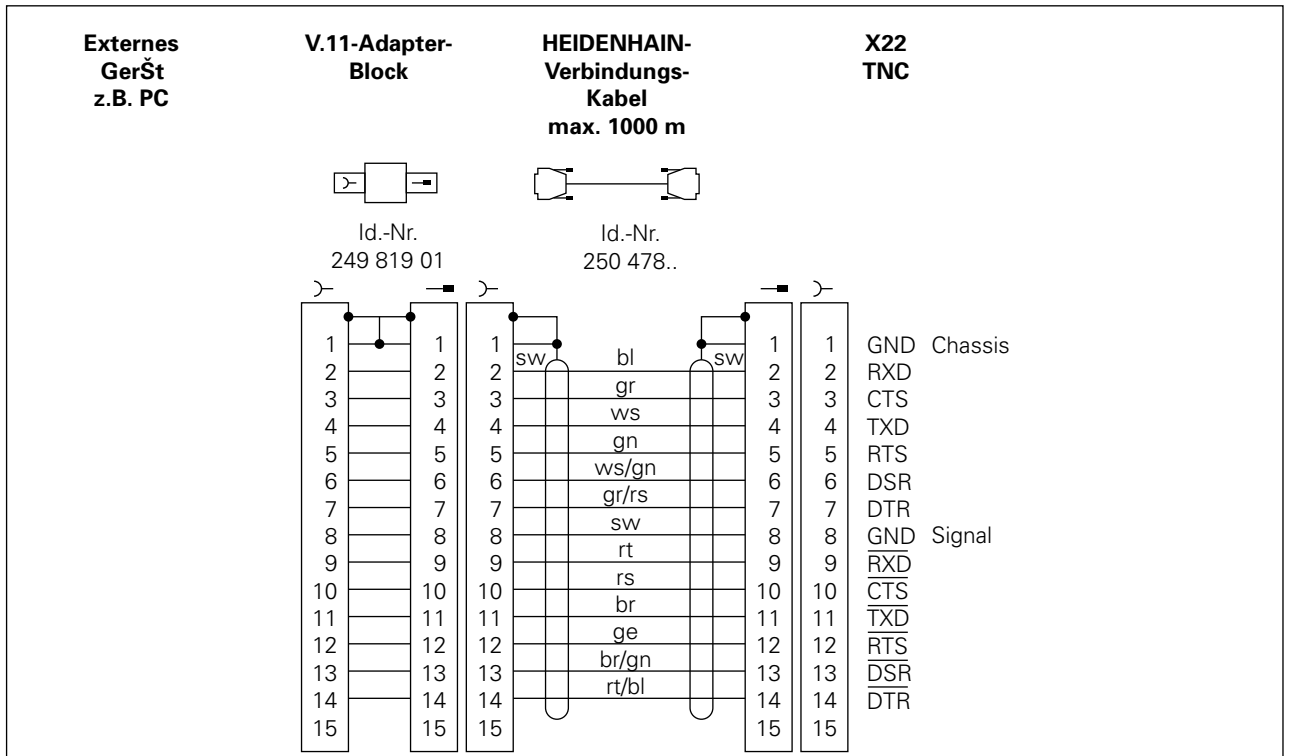 Externes
GerŠt
z.B. PC
V.11-Adapter-
Block
HEIDENHAIN-
Verbindungs-
Kabel
max. 1000 m
X22
TNC
Id.-Nr.
249 819 01
Id.-Nr.
250 478..
1 1 1 sw bl sw 1 1 GND Chassis
2 2 2 gr 2 2 RXD
3 3 3 ws 3 3 CTS
4 4 4 gn 4 4 TXD
5 5 5 ws/gn 5 5 RTS
6 6 6 gr/rs 6 6 DSR
7 7 7 sw 7 7 DTR
8 8 8 rt 8 8 GND Signal
9 9 9 rs 9 9 R̅X̅D̅
10 10 10 br 10 10 C̅T̅S̅
11 11 11 ge 11 11 T̅X̅D̅
12 12 12 br/gn 12 12 R̅T̅S̅
13 13 13 rt/bl 13 13 D̅S̅R̅
14 14 14 14 14 D̅T̅R̅
15 15 15 15 15